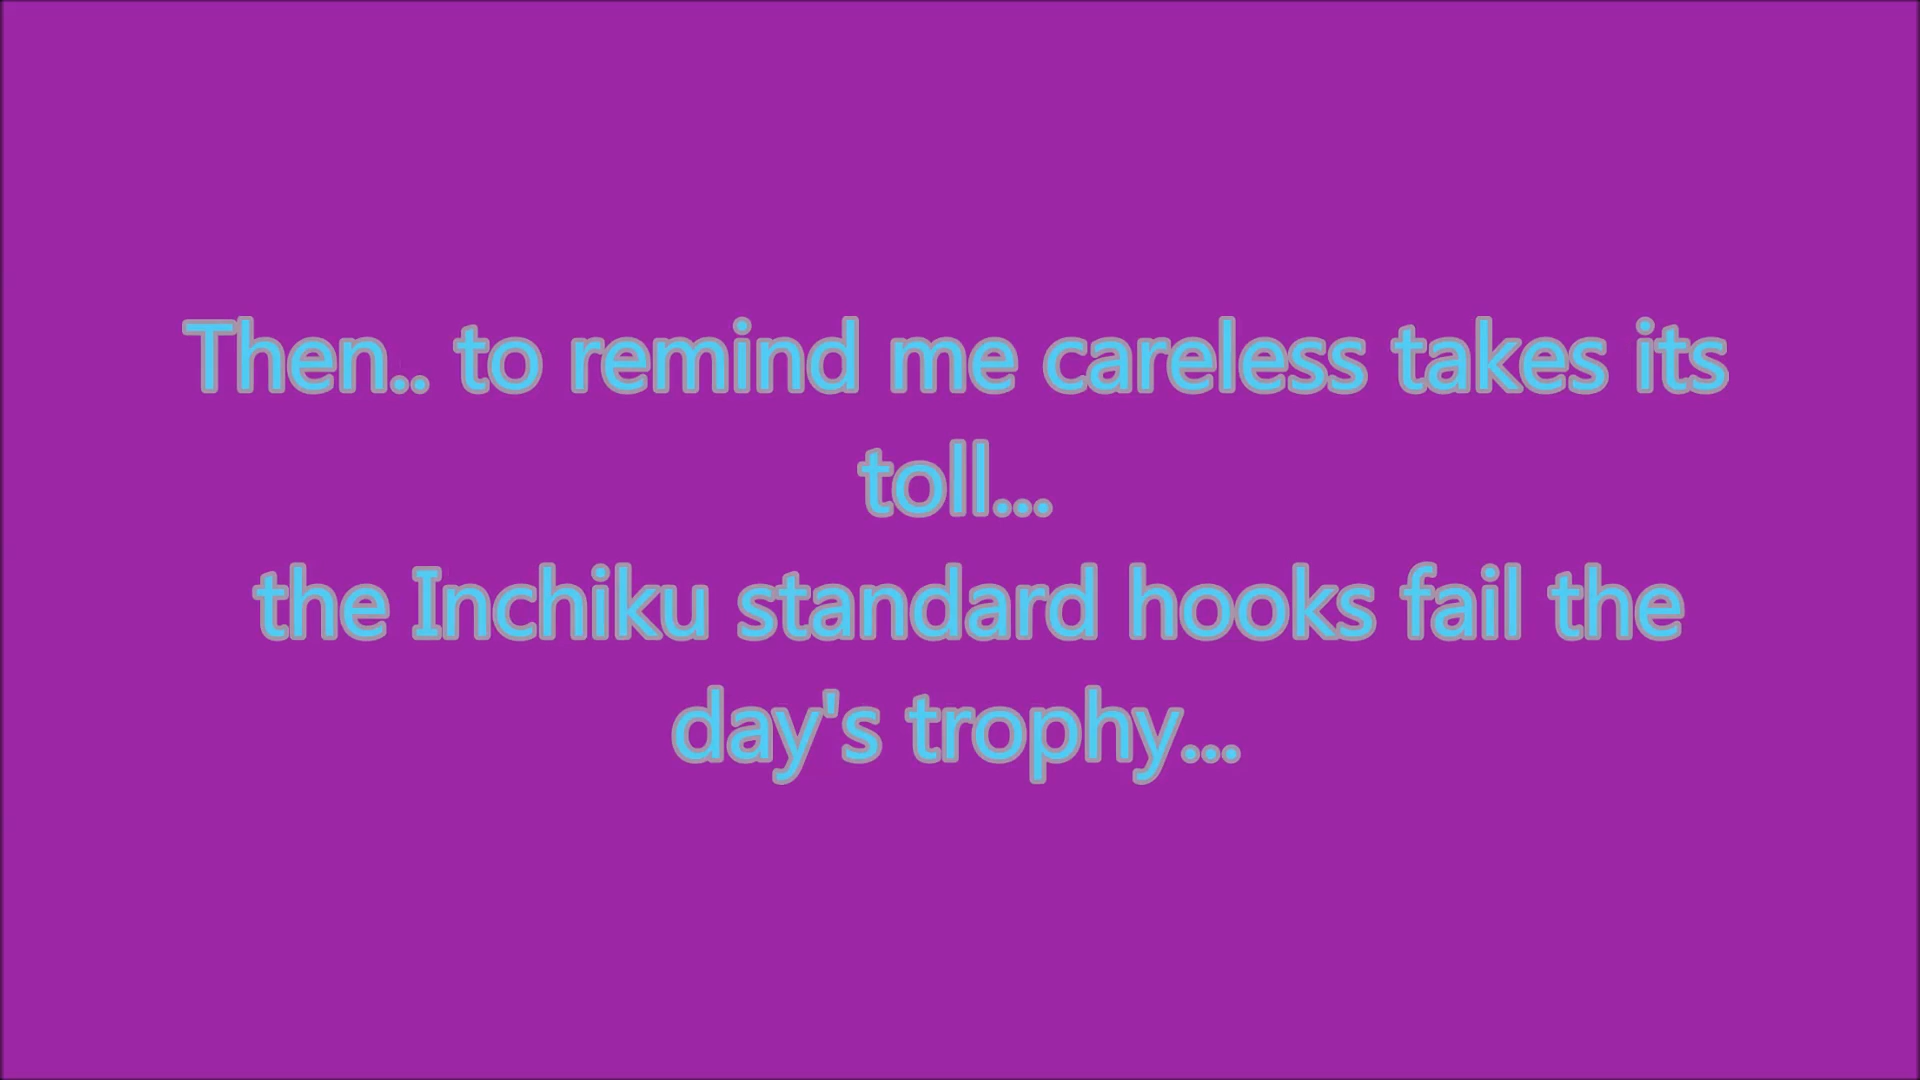 Then.. to remind me careless takes its
toll...
the Inchiku standard hooks fail the
day's trophy...